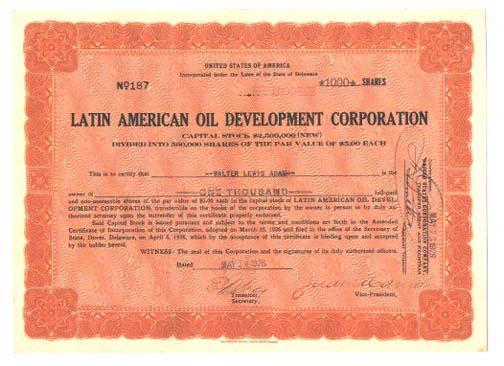 UNITED STATES OF AMERICA
Incorporated under the Laws of the State of Delaware
No187
*1000* SHARES
LATIN AMERICAN OIL DEVELOPMENT CORPORATION
CAPITAL STOCK $2,500,000 (NEW)
DIVIDED INTO 500,000 SHARES OF THE PAR VALUE OF $5.00 EACH
This is to certify that --WALTER LEWIS ADAM-- is the
owner of ONE THOUSAND full-paid
and non-assessable shares of the par value of $5.00 each in the capital stock of LATIN AMERICAN OIL DEVEL-
OPMENT CORPORATION, transferable on the books of the corporation, by the owner in person or by duly au-
thorized attorney upon the surrender of this certificate properly endorsed.
Said Capital Stock is issued pursuant and subject to the terms and conditions set forth in the Amended
Certificate of Incorporation of this Corporation, adopted on March 15, 1926 and filed in the office of the Secretary of
State, Dover, Delaware, on April 6, 1926, which by the acceptance of this certificate is binding upon and accepted
by the holder hereof.
WITNESS: The seal of this Corporation and the signatures of its duly authorized officers.
Dated MAY 1926
Treasurer,
Secretary.
Vice-President.